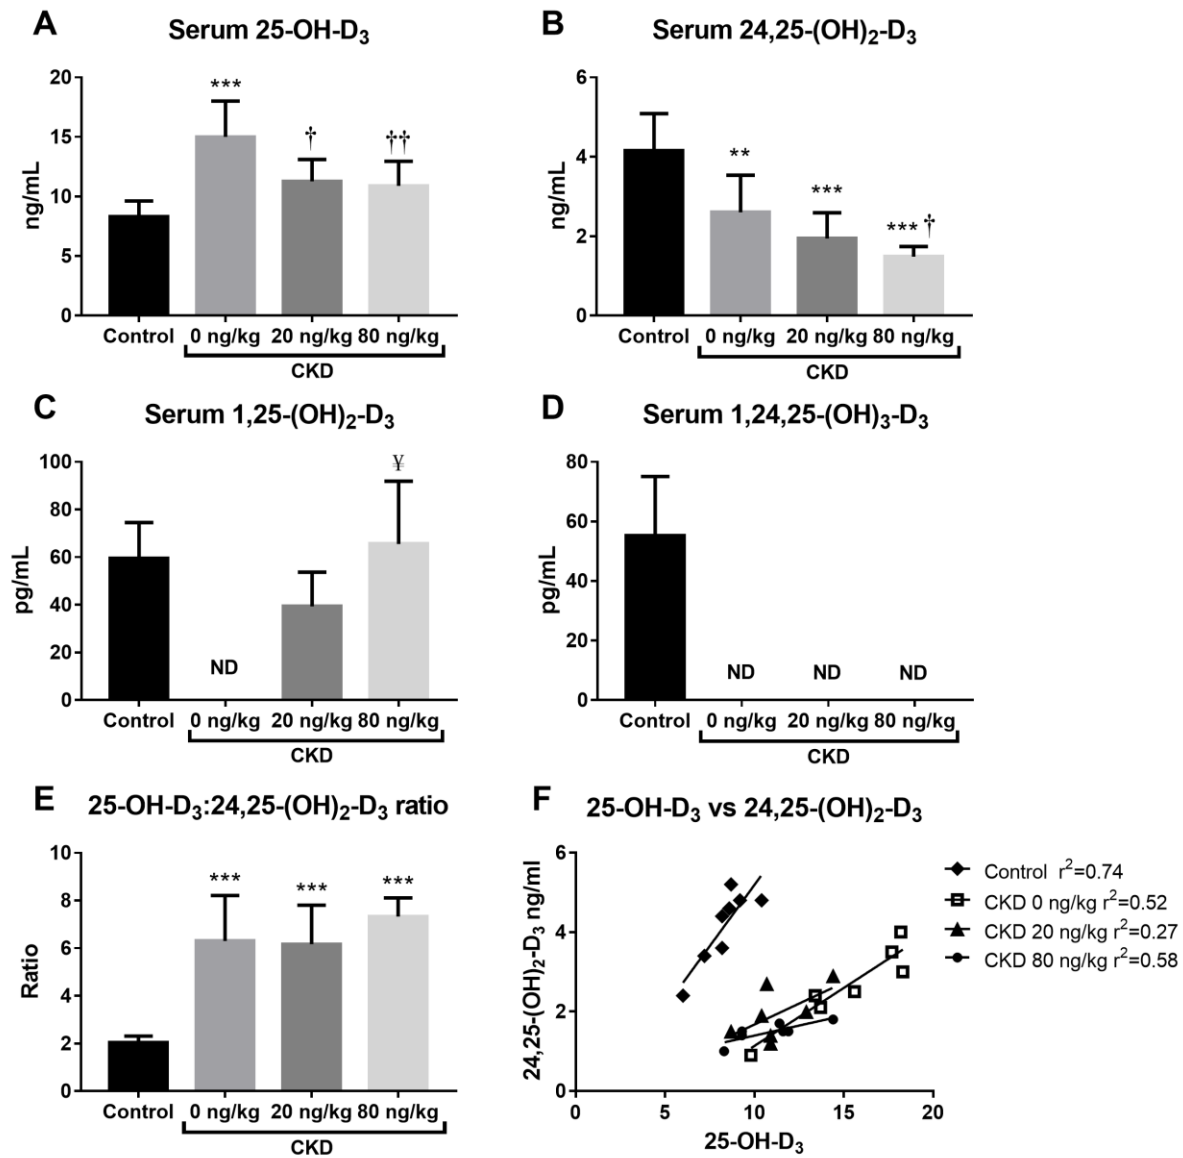 A
Serum 25-OH-D3
ng/mL
20
15
10
5
0
***
†
††
Control
0 ng/kg
20 ng/kg
80 ng/kg
CKD
B
Serum 24,25-(OH)2-D3
ng/mL
6
4
2
0
**
***
*** †
Control
0 ng/kg
20 ng/kg
80 ng/kg
CKD
C
Serum 1,25-(OH)2-D3
pg/mL
100
80
60
40
20
0
ND
¥
Control
0 ng/kg
20 ng/kg
80 ng/kg
CKD
D
Serum 1,24,25-(OH)3-D3
pg/mL
80
60
40
20
0
ND
ND
ND
Control
0 ng/kg
20 ng/kg
80 ng/kg
CKD
E
25-OH-D3:24,25-(OH)2-D3 ratio
Ratio
10
8
6
4
2
0
***
***
***
Control
0 ng/kg
20 ng/kg
80 ng/kg
CKD
F
25-OH-D3 vs 24,25-(OH)2-D3
24,25-(OH)2-D3 ng/ml
6
4
2
0
0
5
10
15
20
25-OH-D3
Control r2=0.74
CKD 0 ng/kg r2=0.52
CKD 20 ng/kg r2=0.27
CKD 80 ng/kg r2=0.58